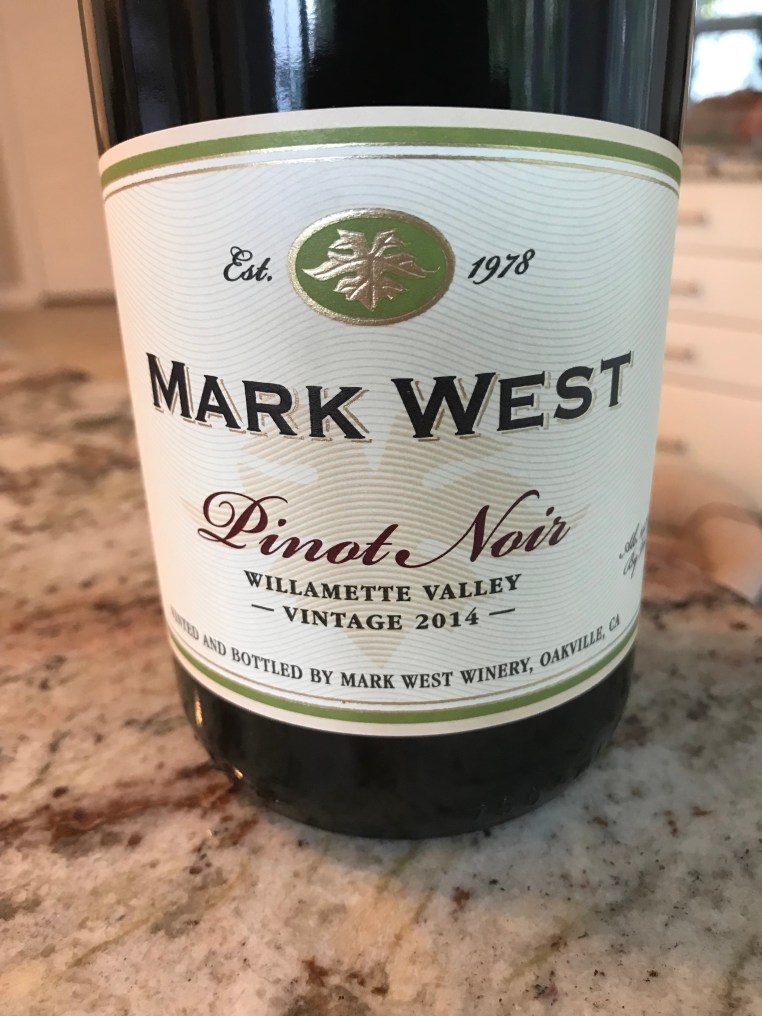 Est. 1978
MARK WEST
Pinot Noir
WILLAMETTE VALLEY
— VINTAGE 2014 —
AND BOTTLED BY MARK WEST WINERY, OAKVILLE, CA